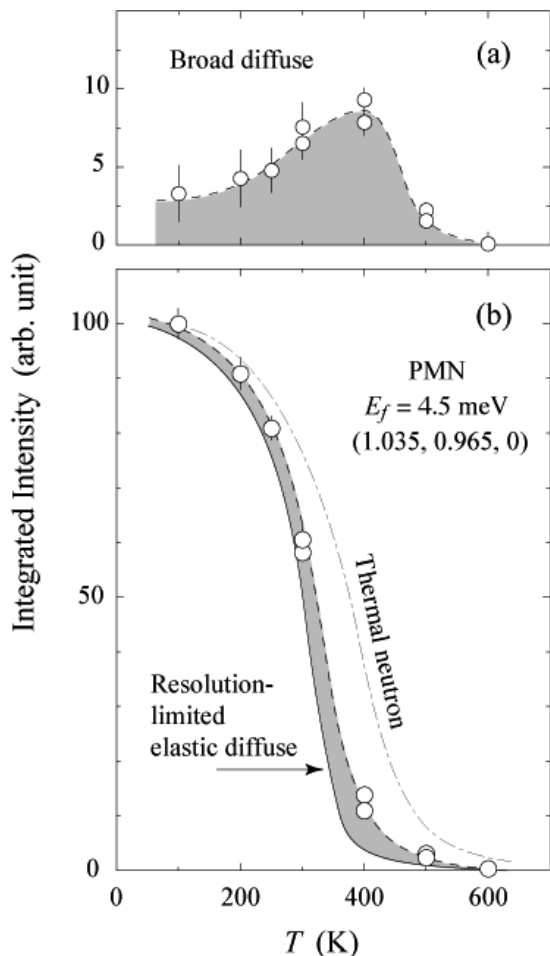 Broad diffuse
(a)
10
5
0
Integrated Intensity (arb. unit)
(b)
100
50
0
PMN
E_f = 4.5 meV
(1.035, 0.965, 0)
Thermal neutron
Resolution-
limited
elastic diffuse
0 200 400 600
T (K)